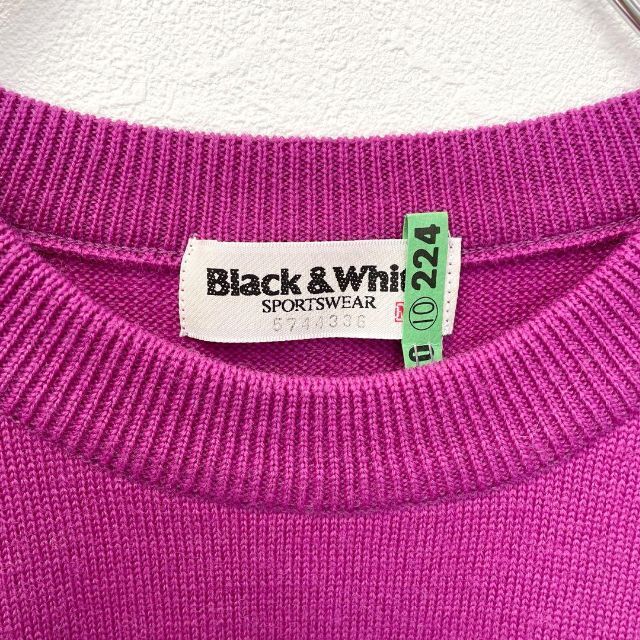 Black & Whit
SPORTSWEAR
5744336
⑩ 224